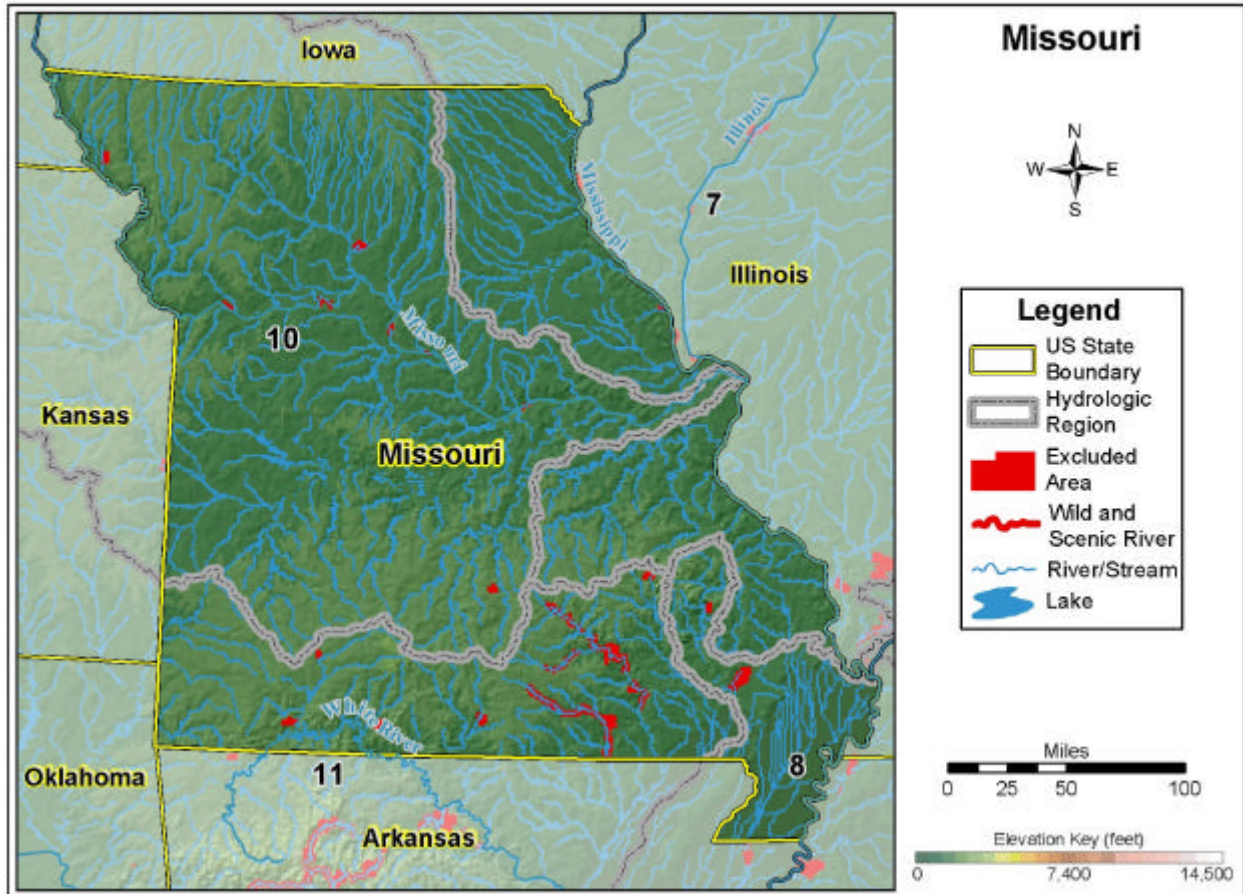 Missouri
Iowa
N
W E
S
Illinois
Mississippi
7
Illinois
10
Missouri
Kansas
Missouri
Legend
US State
Boundary
Hydrologic
Region
Excluded
Area
Wild and
Scenic River
River/Stream
Lake
White River
Oklahoma
11
8
Arkansas
Miles
0 25 50 100
Elevation Key (feet)
0 7,400 14,500